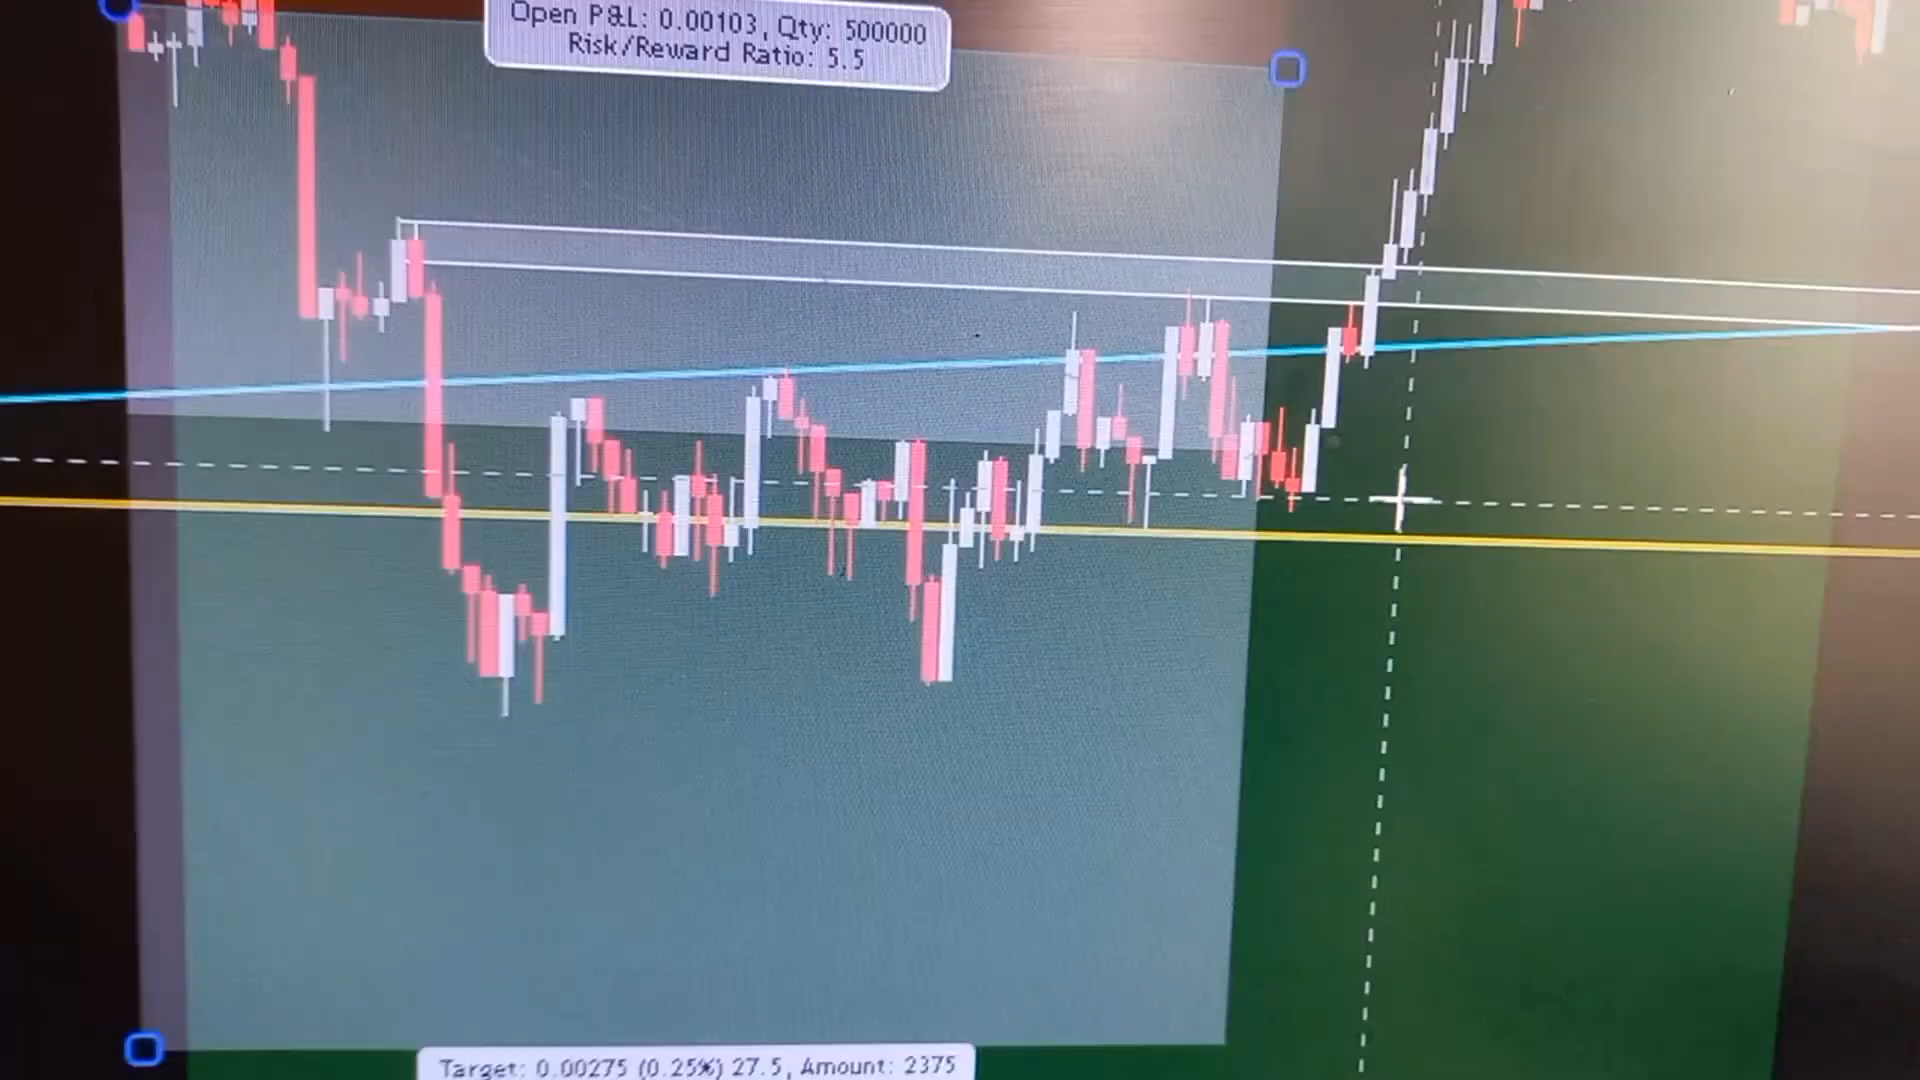 Open P&L: 0.00103, Qty: 500000
Risk/Reward Ratio: 5.5
Target: 0.00275 (0.25%) 27.5, Amount: 2375